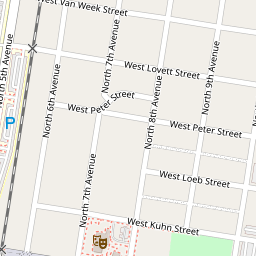 West Van Week Street
North 5th Avenue
North 6th Avenue
North 7th Avenue
West Lovett Street
North 8th Avenue
North 9th Avenue
West Peter Street
West Peter Street
P
North 7th Avenue
West Loeb Street
West Kuhn Street